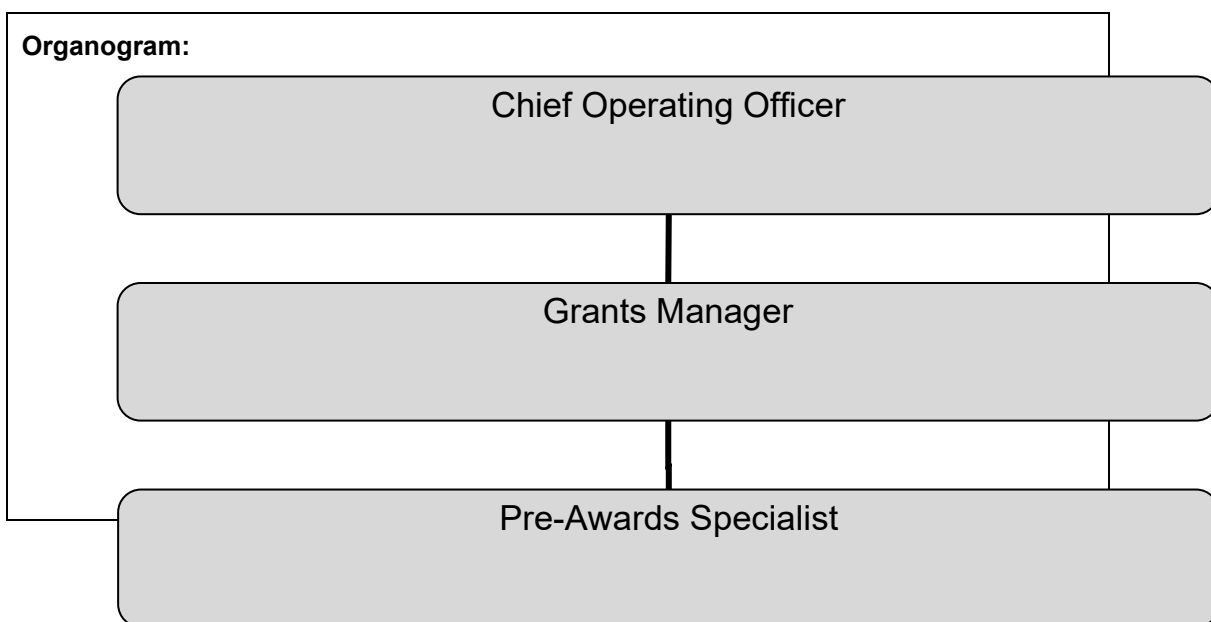 Organogram:
Chief Operating Officer
Grants Manager
Pre-Awards Specialist